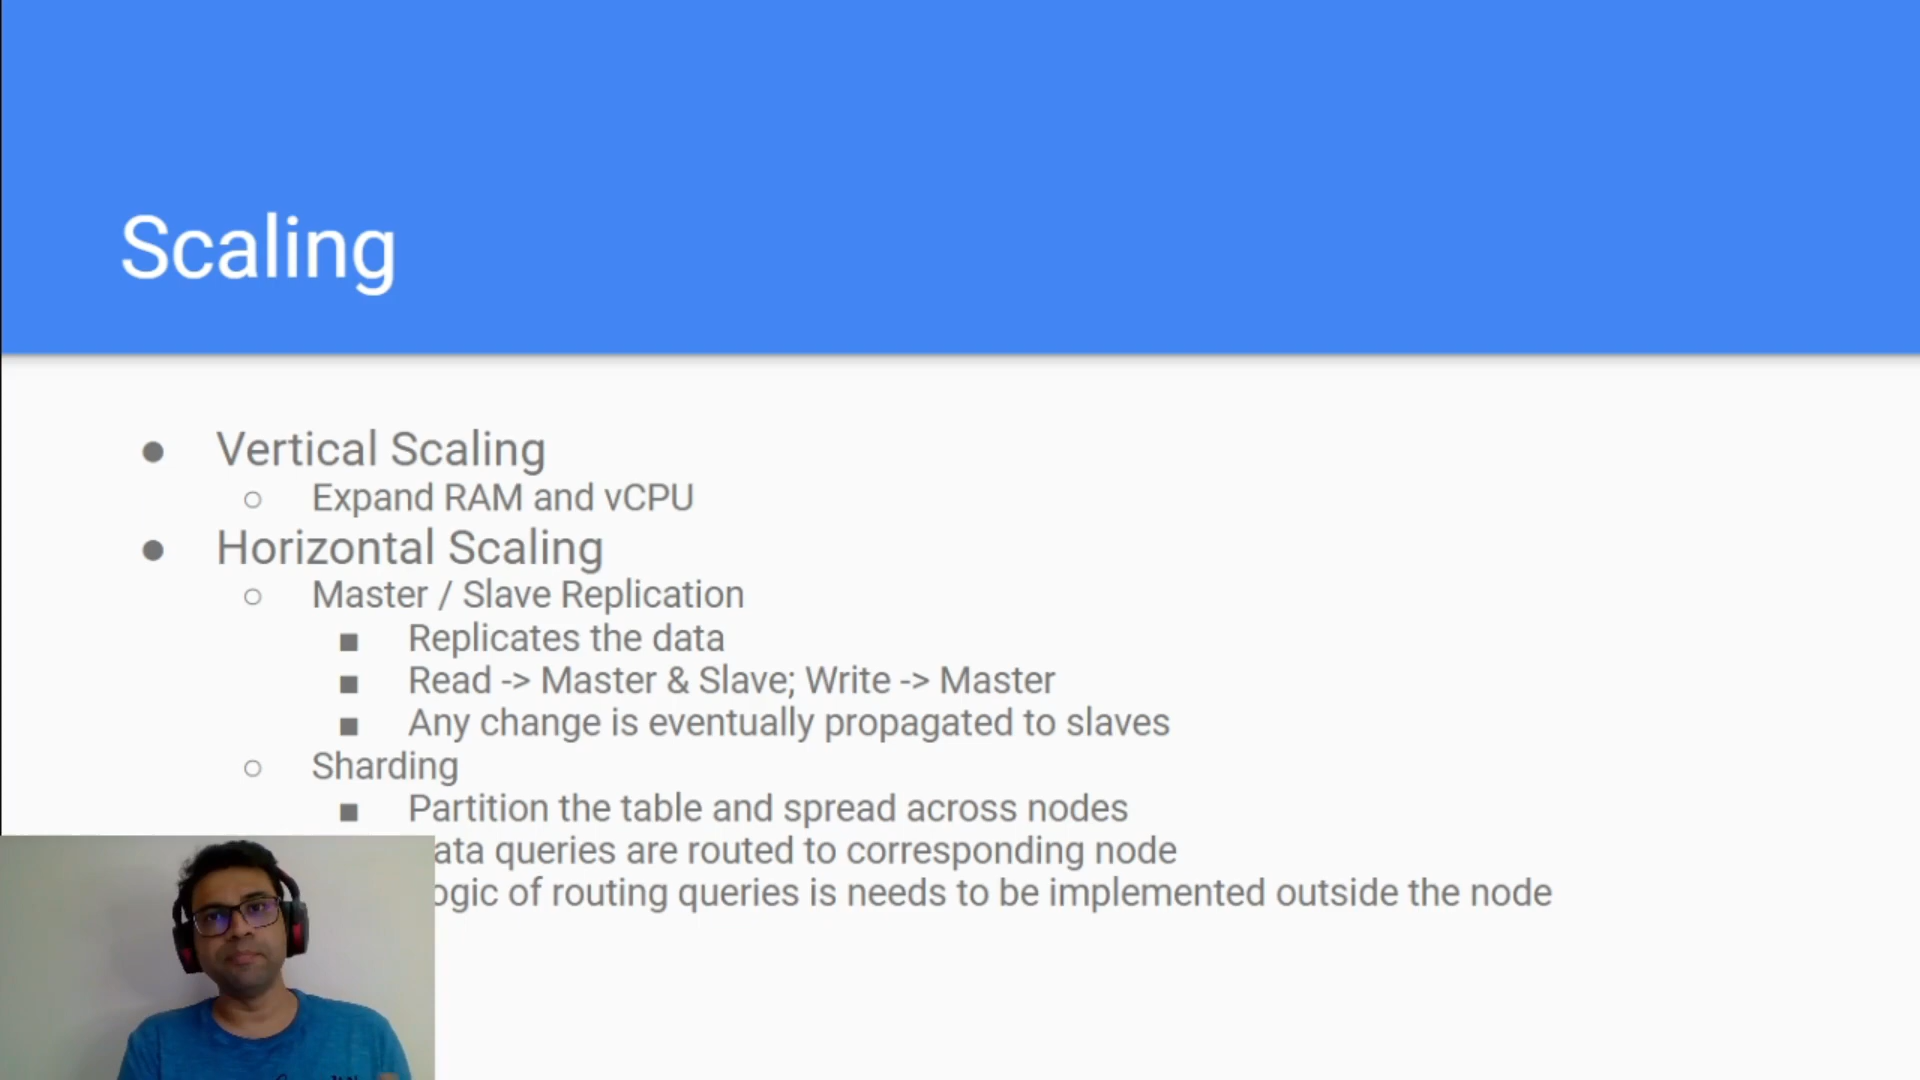 Scaling
● Vertical Scaling
○ Expand RAM and vCPU
● Horizontal Scaling
○ Master / Slave Replication
■ Replicates the data
■ Read -> Master & Slave; Write -> Master
■ Any change is eventually propagated to slaves
○ Sharding
■ Partition the table and spread across nodes
ata queries are routed to corresponding node
ogic of routing queries is needs to be implemented outside the node